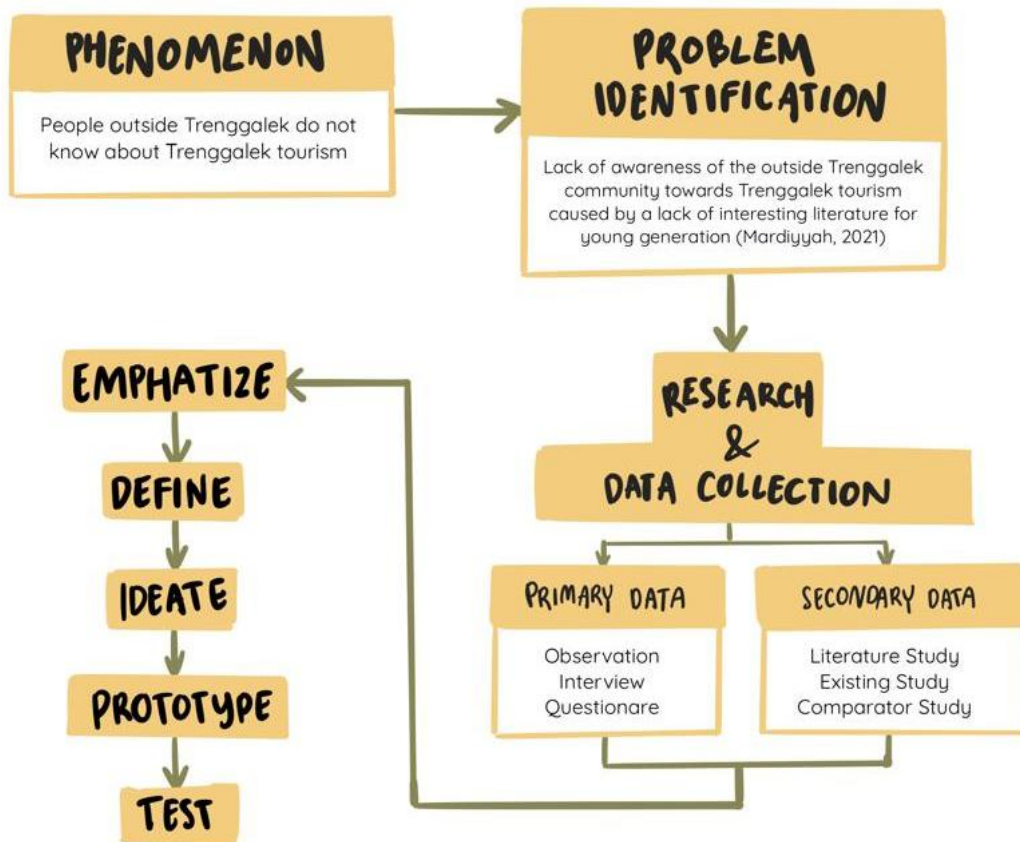 PHENOMENON
People outside Trenggalek do not
know about Trenggalek tourism
PROBLEM
IDENTIFICATION
Lack of awareness of the outside Trenggalek
community towards Trenggalek tourism
caused by a lack of interesting literature for
young generation (Mardiyyah, 2021)
RESEARCH
&
DATA COLLECTION
PRIMARY DATA
Observation
Interview
Questionare
SECONDARY DATA
Literature Study
Existing Study
Comparator Study
EMPHATIZE
DEFINE
IDEATE
PROTOTYPE
TEST